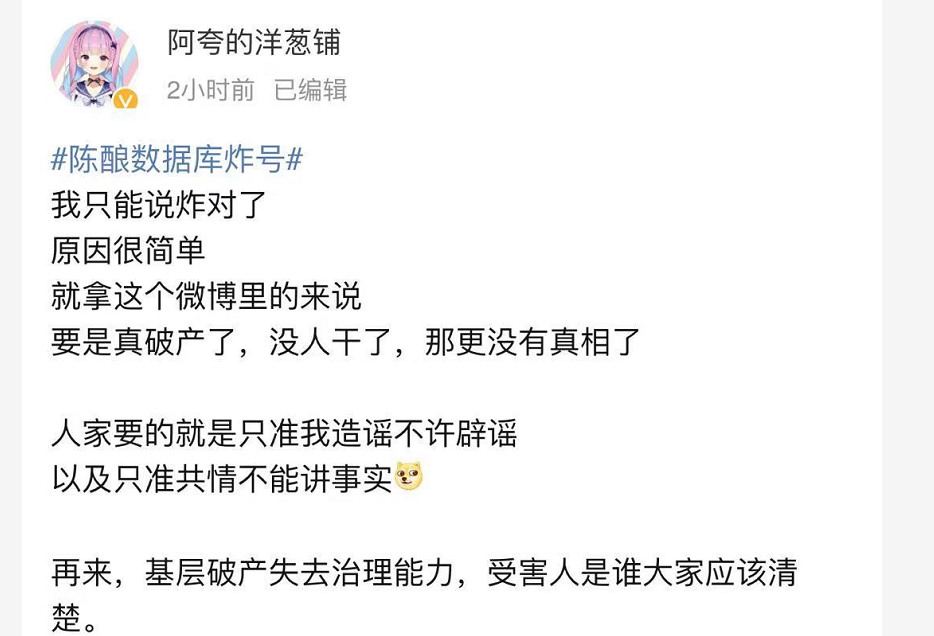 阿夸的洋葱铺
2小时前 已编辑
#陈酿数据库炸号#
我只能说炸对了
原因很简单
就拿这个微博里的来说
要是真破产了，没人干了，那更没有真相了
人家要的就是只准我造谣不许辟谣
以及只准共情不能讲事实
再来，基层破产失去治理能力，受害人是谁大家应该清
楚。